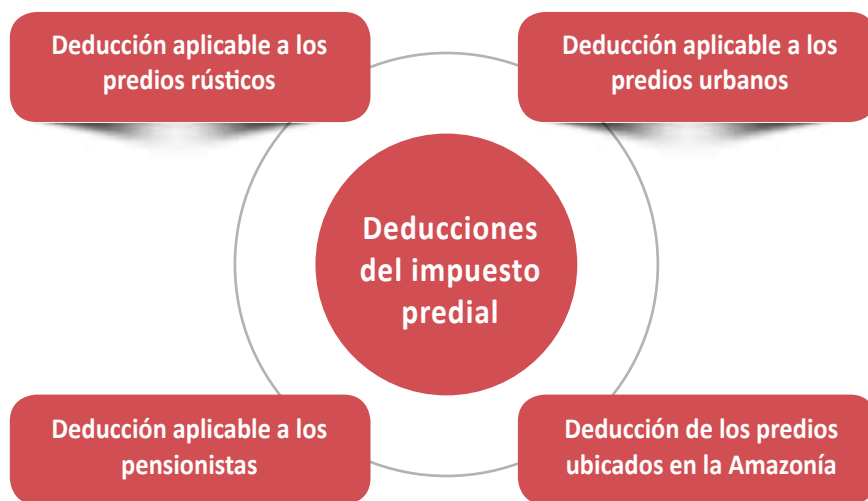 Deducción aplicable a los
predios rústicos
Deducción aplicable a los
predios urbanos
Deducciones
del impuesto
predial
Deducción aplicable a los
pensionistas
Deducción de los predios
ubicados en la Amazonía